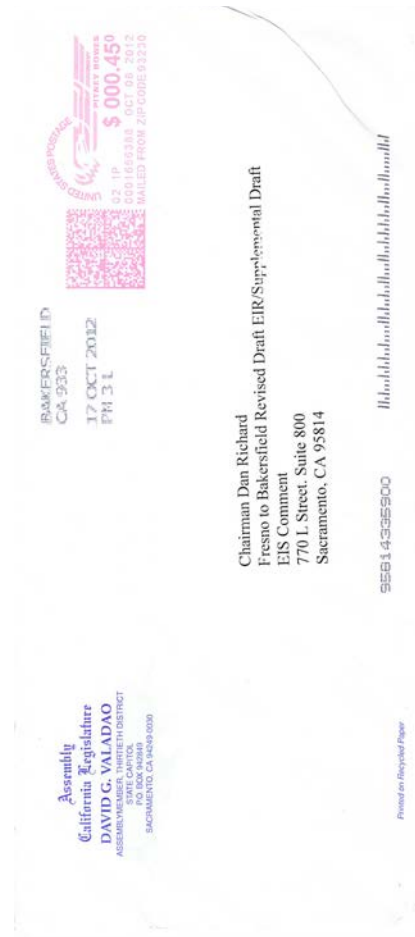 Assembly
California Legislature
DAVID G. VALADAO
ASSEMBLYMEMBER, THIRTIETH DISTRICT
STATE CAPITOL
P.O. BOX 942849
SACRAMENTO, CA 94249-0030
BAKERSFIELD
CA 933
17 OCT 2012
PM 3 L
UNITED STATES POSTAGE
PITNEY BOWES
02 1P
$ 000.45⁰
OCT 08 2012
MAILED FROM ZIP CODE 93230
Chairman Dan Richard
Fresno to Bakersfield Revised Draft EIR/Supplemental Draft
EIS Comment
770 L Street. Suite 800
Sacramento, CA 95814
95814335900
Printed on Recycled Paper